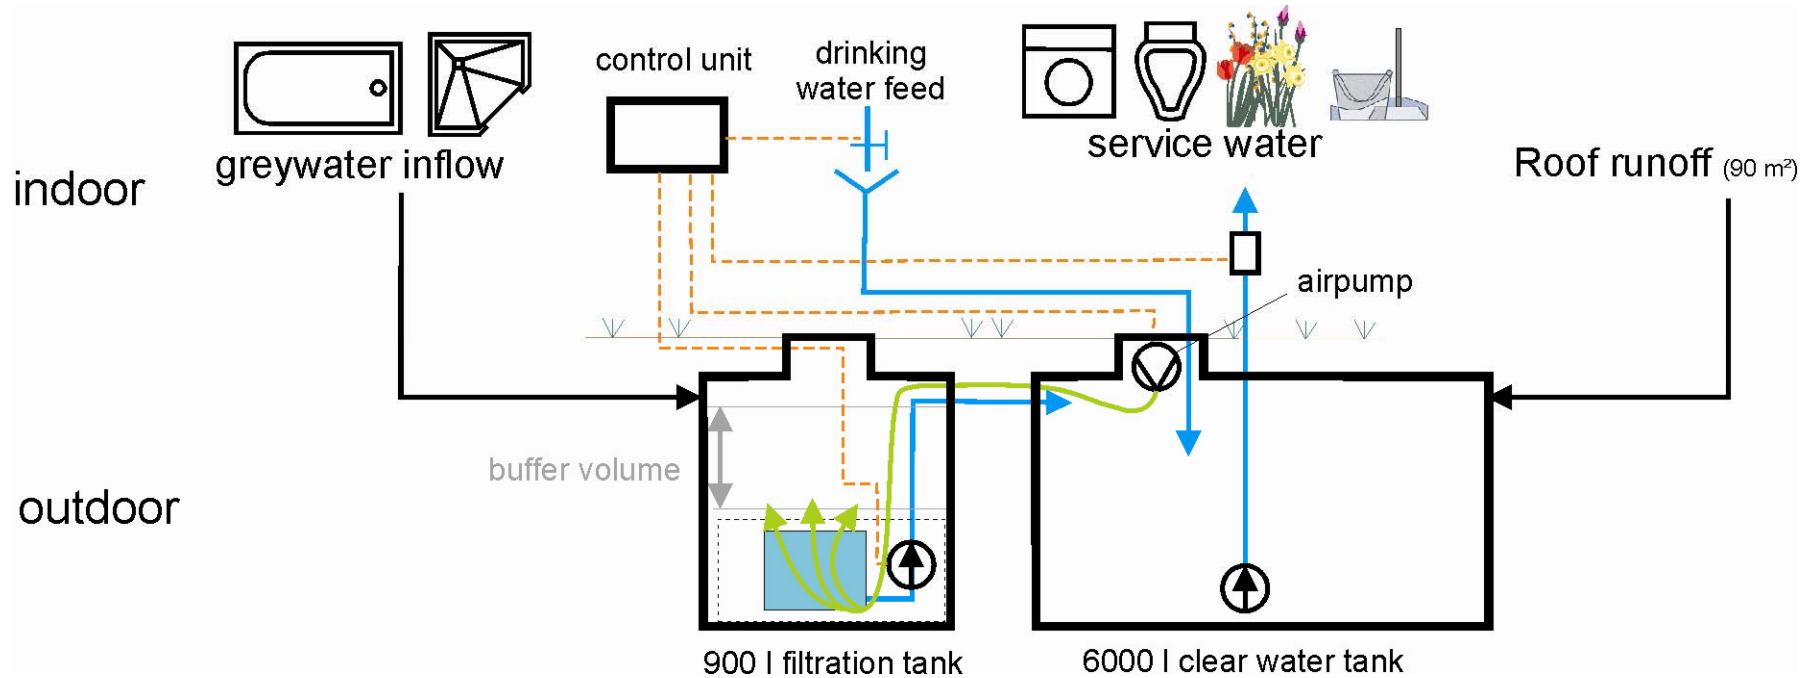 control unit
drinking
water feed
greywater inflow
service water
Roof runoff (90 m²)
indoor
airpump
buffer volume
outdoor
900 l filtration tank
6000 l clear water tank